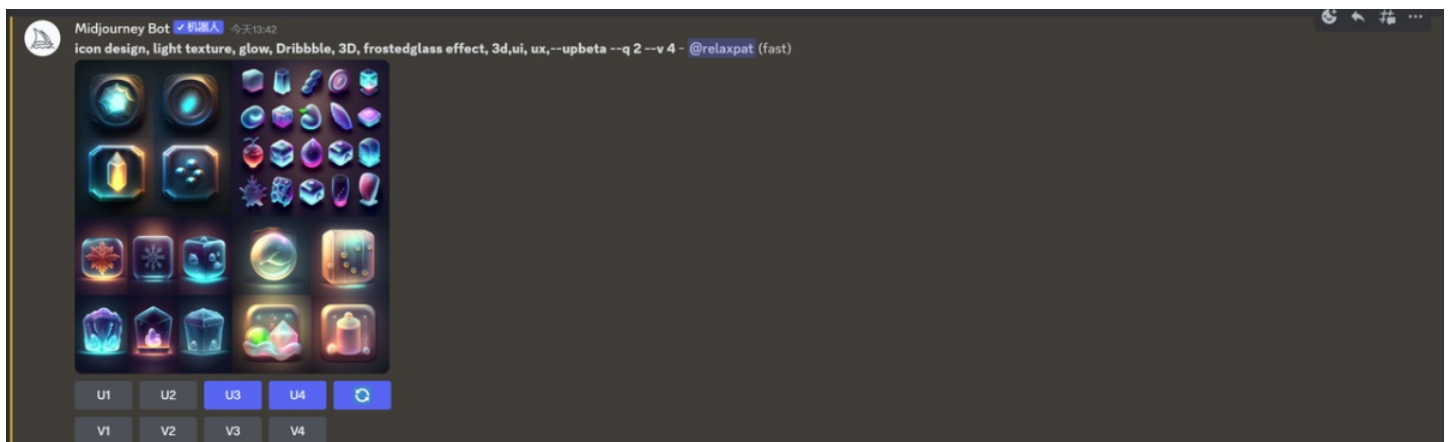 Midjourney Bot ✓机器人 今天13:42
icon design, light texture, glow, Dribbble, 3D, frostedglass effect, 3d,ui, ux,--upbeta --q 2 --v 4 - @relaxpat (fast)
U1 U2 U3 U4
V1 V2 V3 V4